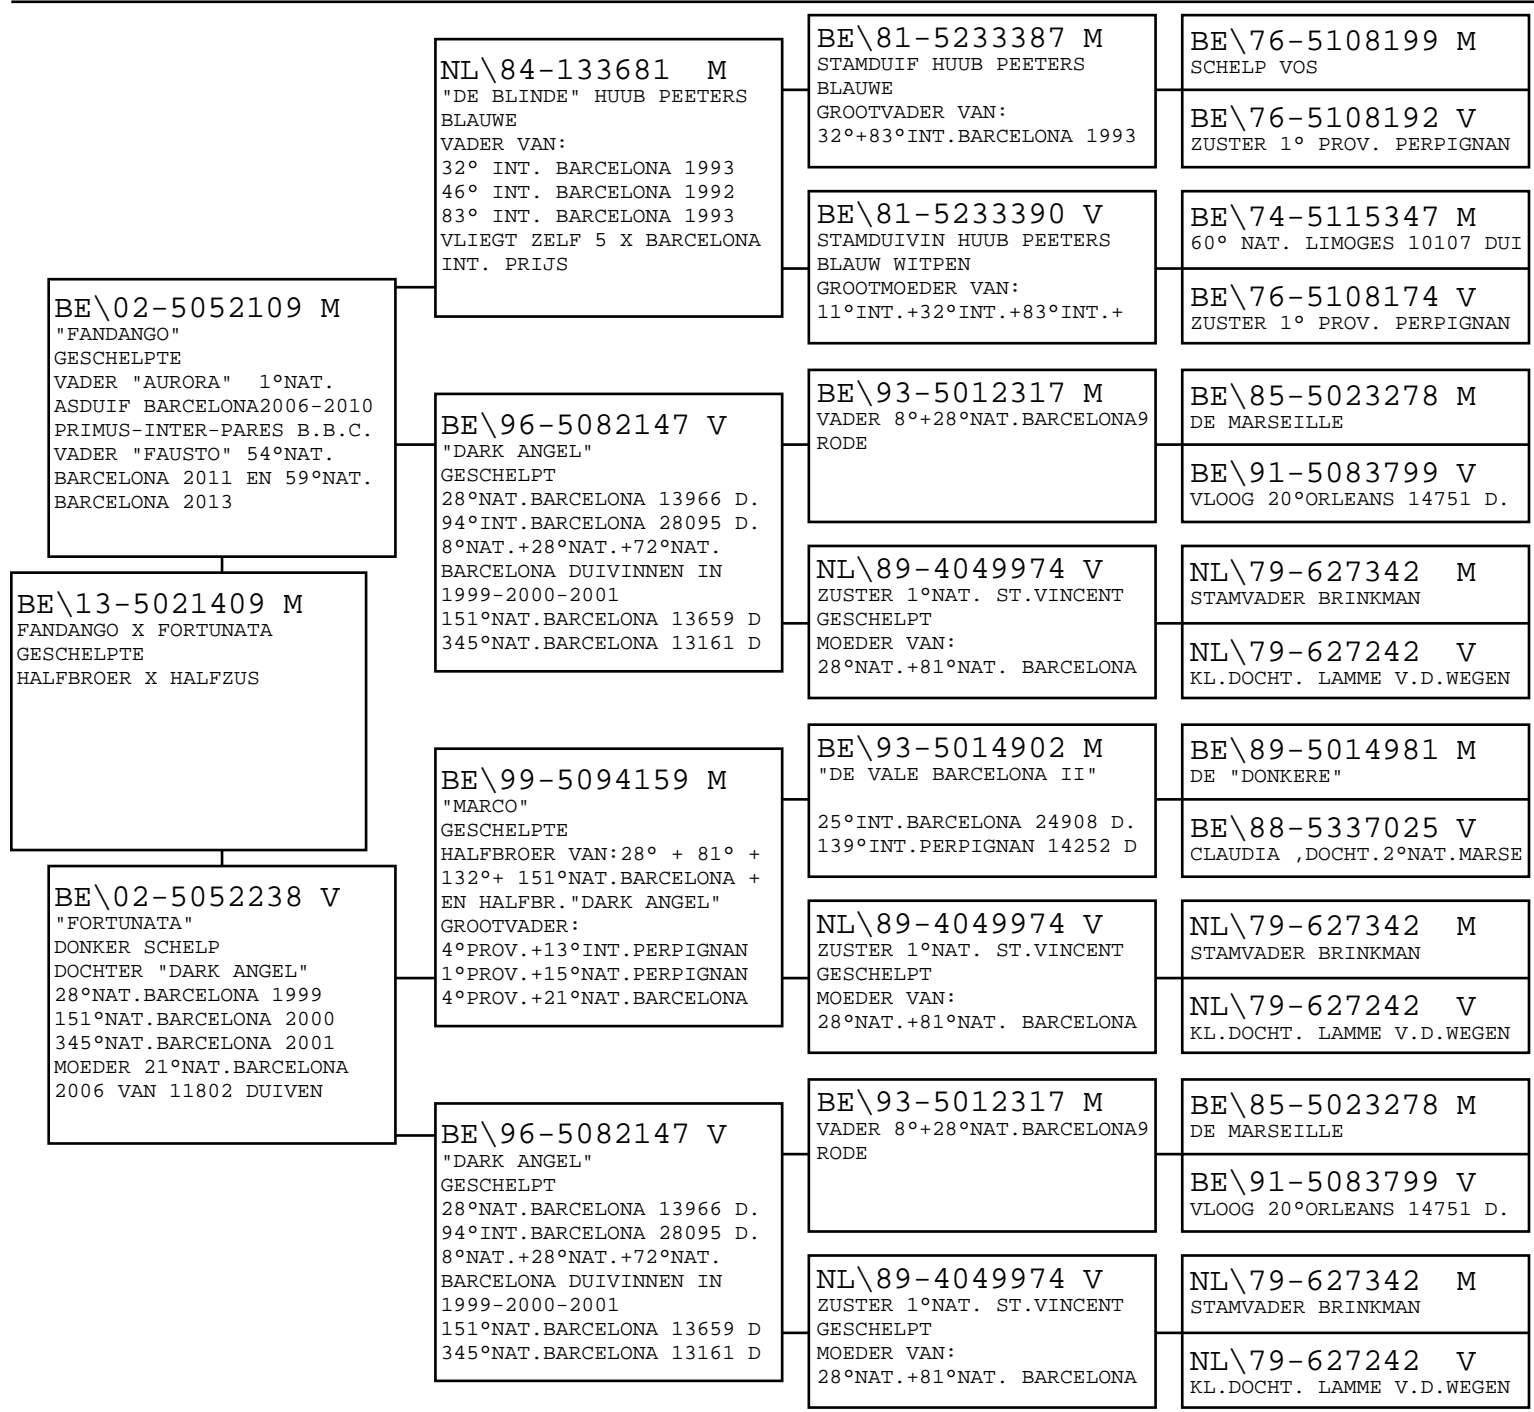 BE\13-5021409 M
FANDANGO X FORTUNATA
GESCHELPTE
HALFBROER X HALFZUS
BE\02-5052109 M
"FANDANGO"
GESCHELPTE
VADER "AURORA"  1°NAT.
ASDUIF BARCELONA2006-2010
PRIMUS-INTER-PARES B.B.C.
VADER "FAUSTO" 54°NAT.
BARCELONA 2011 EN 59°NAT.
BARCELONA 2013
BE\02-5052238 V
"FORTUNATA"
DONKER SCHELP
DOCHTER "DARK ANGEL"
28°NAT.BARCELONA 1999
151°NAT.BARCELONA 2000
345°NAT.BARCELONA 2001
MOEDER 21°NAT.BARCELONA
2006 VAN 11802 DUIVEN
NL\84-133681  M
"DE BLINDE" HUUB PEETERS
BLAUWE
VADER VAN:
32° INT. BARCELONA 1993
46° INT. BARCELONA 1992
83° INT. BARCELONA 1993
VLIEGT ZELF 5 X BARCELONA
INT. PRIJS
BE\96-5082147 V
"DARK ANGEL"
GESCHELPT
28°NAT.BARCELONA 13966 D.
94°INT.BARCELONA 28095 D.
8°NAT.+28°NAT.+72°NAT.
BARCELONA DUIVINNEN IN
1999-2000-2001
151°NAT.BARCELONA 13659 D
345°NAT.BARCELONA 13161 D
BE\99-5094159 M
"MARCO"
GESCHELPTE
HALFBROER VAN:28° + 81° +
132°+ 151°NAT.BARCELONA +
EN HALFBR."DARK ANGEL"
GROOTVADER:
4°PROV.+13°INT.PERPIGNAN
1°PROV.+15°NAT.PERPIGNAN
4°PROV.+21°NAT.BARCELONA
BE\96-5082147 V
"DARK ANGEL"
GESCHELPT
28°NAT.BARCELONA 13966 D.
94°INT.BARCELONA 28095 D.
8°NAT.+28°NAT.+72°NAT.
BARCELONA DUIVINNEN IN
1999-2000-2001
151°NAT.BARCELONA 13659 D
345°NAT.BARCELONA 13161 D
BE\81-5233387 M
STAMDUIF HUUB PEETERS
BLAUWE
GROOTVADER VAN:
32°+83°INT.BARCELONA 1993
BE\81-5233390 V
STAMDUIVIN HUUB PEETERS
BLAUW WITPEN
GROOTMOEDER VAN:
11°INT.+32°INT.+83°INT.+
BE\93-5012317 M
VADER 8°+28°NAT.BARCELONA9
RODE
NL\89-4049974 V
ZUSTER 1°NAT. ST.VINCENT
GESCHELPT
MOEDER VAN:
28°NAT.+81°NAT. BARCELONA
BE\93-5014902 M
"DE VALE BARCELONA II"
25°INT.BARCELONA 24908 D.
139°INT.PERPIGNAN 14252 D
NL\89-4049974 V
ZUSTER 1°NAT. ST.VINCENT
GESCHELPT
MOEDER VAN:
28°NAT.+81°NAT. BARCELONA
BE\93-5012317 M
VADER 8°+28°NAT.BARCELONA9
RODE
NL\89-4049974 V
ZUSTER 1°NAT. ST.VINCENT
GESCHELPT
MOEDER VAN:
28°NAT.+81°NAT. BARCELONA
BE\76-5108199 M
SCHELP VOS
BE\76-5108192 V
ZUSTER 1° PROV. PERPIGNAN
BE\74-5115347 M
60° NAT. LIMOGES 10107 DUI
BE\76-5108174 V
ZUSTER 1° PROV. PERPIGNAN
BE\85-5023278 M
DE MARSEILLE
BE\91-5083799 V
VLOOG 20°ORLEANS 14751 D.
NL\79-627342  M
STAMVADER BRINKMAN
NL\79-627242  V
KL.DOCHT. LAMME V.D.WEGEN
BE\89-5014981 M
DE "DONKERE"
BE\88-5337025 V
CLAUDIA ,DOCHT.2°NAT.MARSE
NL\79-627342  M
STAMVADER BRINKMAN
NL\79-627242  V
KL.DOCHT. LAMME V.D.WEGEN
BE\85-5023278 M
DE MARSEILLE
BE\91-5083799 V
VLOOG 20°ORLEANS 14751 D.
NL\79-627342  M
STAMVADER BRINKMAN
NL\79-627242  V
KL.DOCHT. LAMME V.D.WEGEN